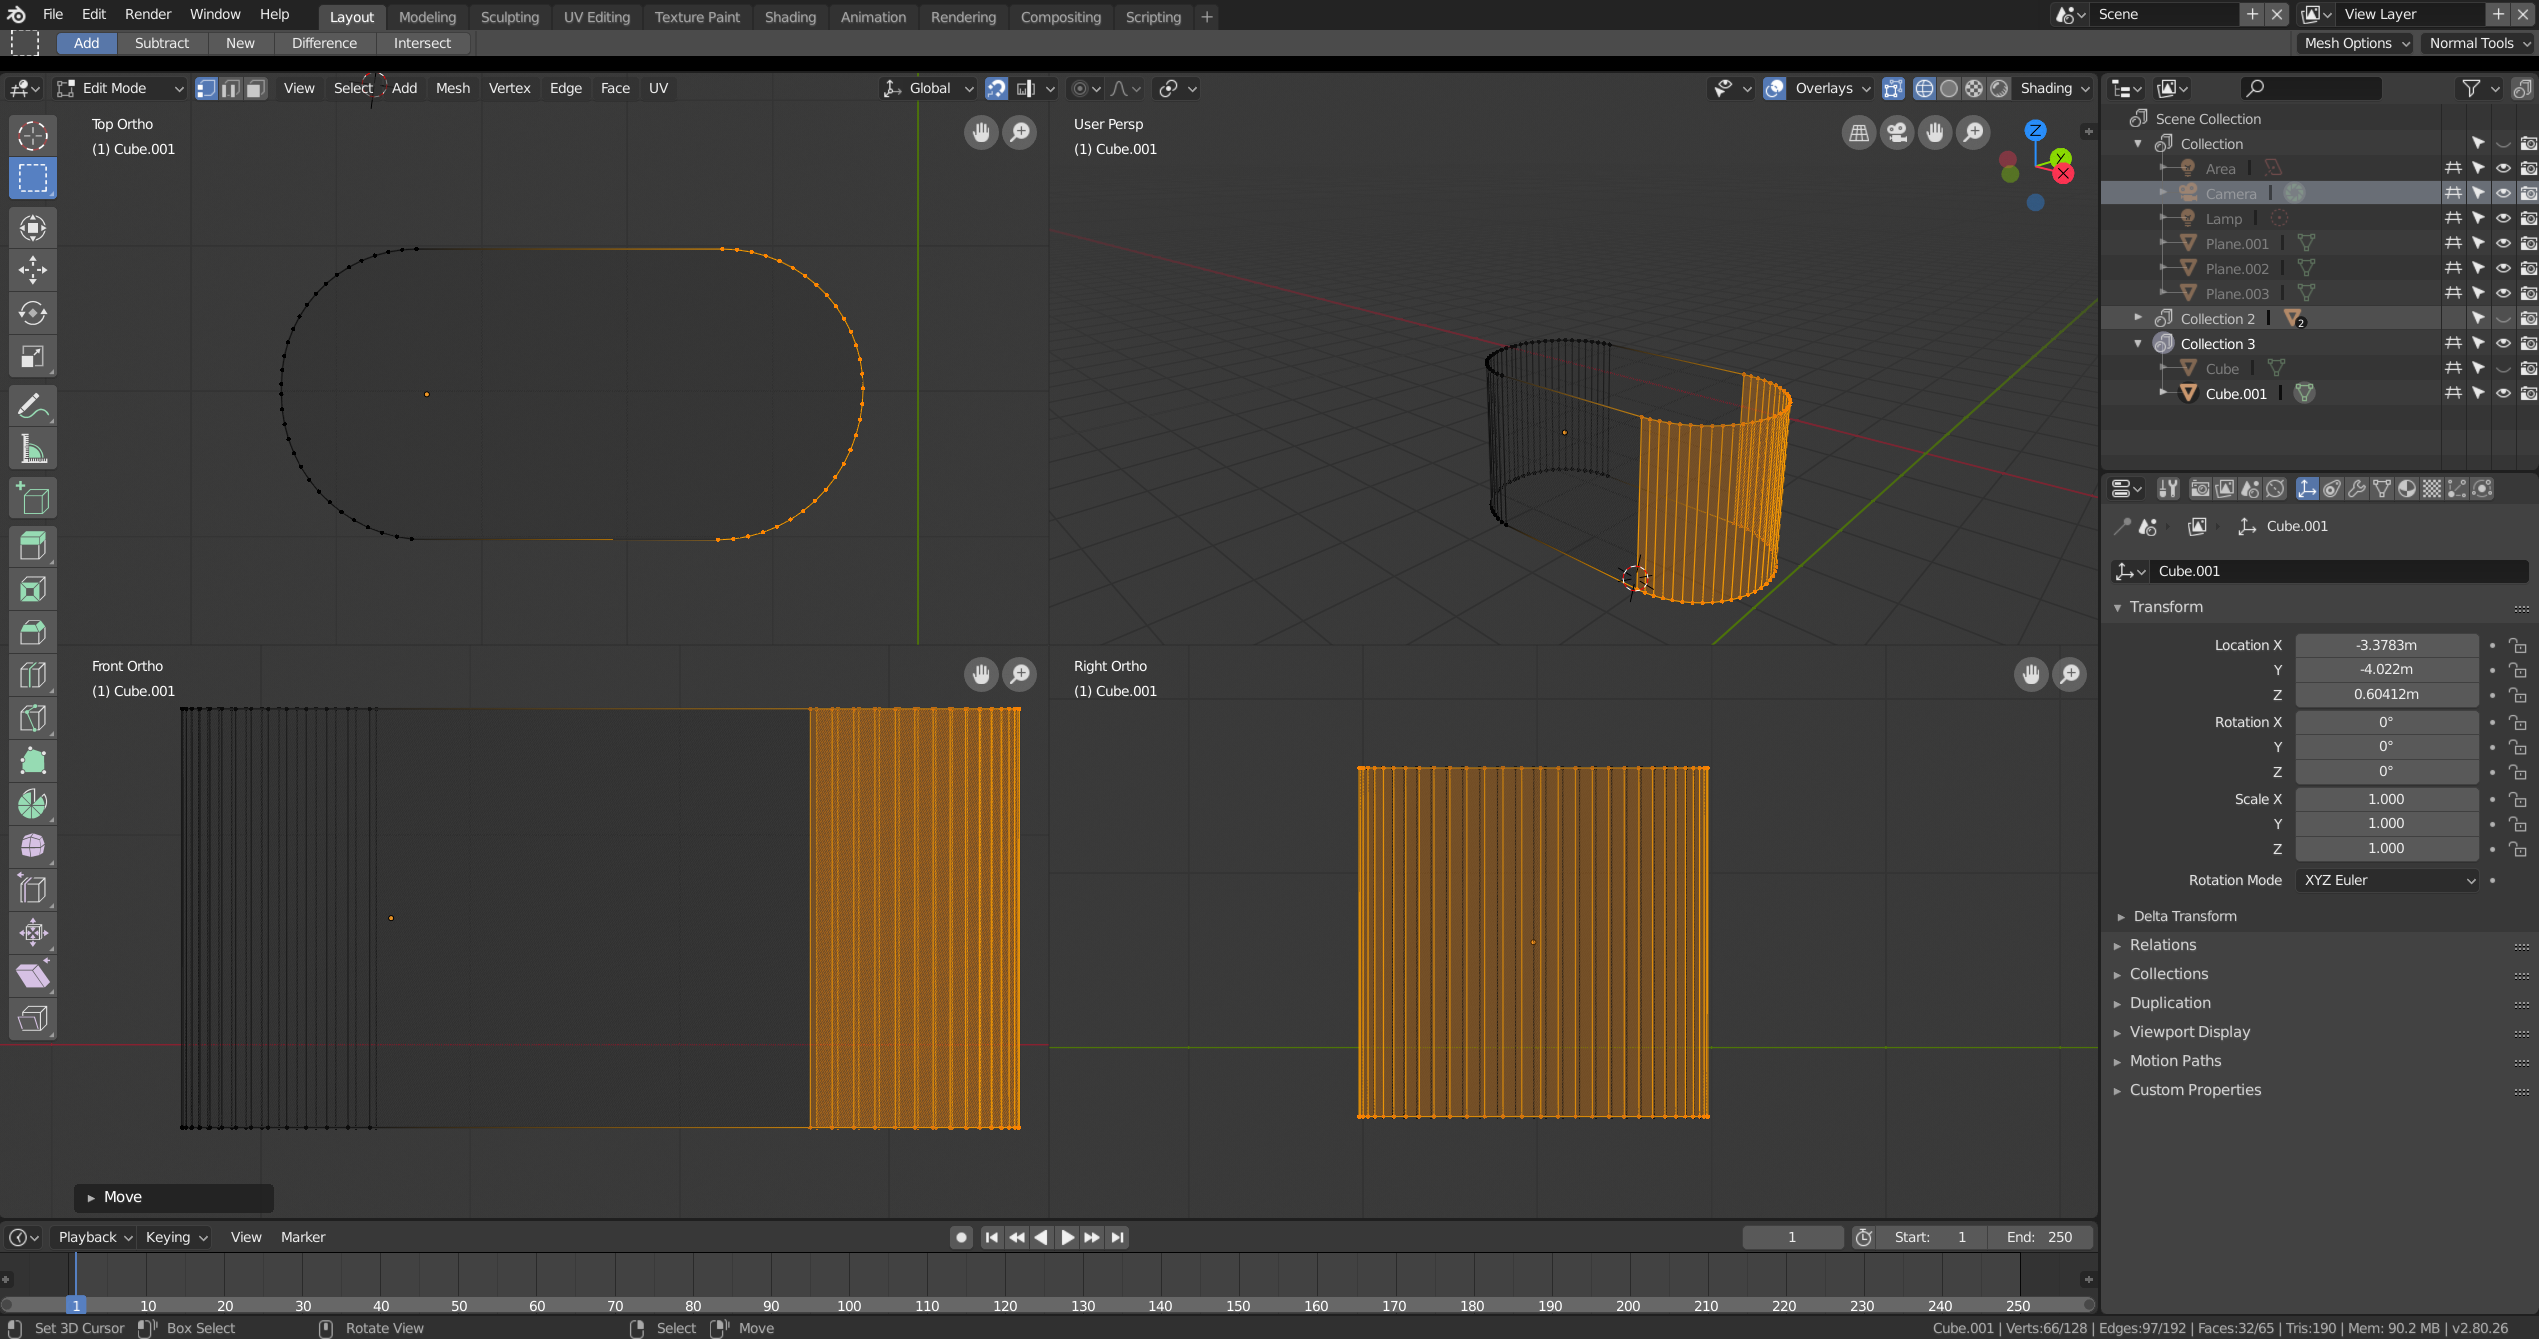 File Edit Render Window Help Layout Modeling Sculpting UV Editing Texture Paint Shading Animation Rendering Compositing Scripting + Scene View Layer
Add Subtract New Difference Intersect Mesh Options Normal Tools
Edit Mode View Select Add Mesh Vertex Edge Face UV Global Overlays Shading
Top Ortho
(1) Cube.001
User Persp
(1) Cube.001
Z
Y
X
Front Ortho
(1) Cube.001
Right Ortho
(1) Cube.001
Move
Scene Collection
Collection
Area
Camera
Lamp
Plane.001
Plane.002
Plane.003
Collection 2 2
Collection 3
Cube
Cube.001
Cube.001
Cube.001
Transform
Location X -3.3783m
Y -4.022m
Z 0.60412m
Rotation X 0°
Y 0°
Z 0°
Scale X 1.000
Y 1.000
Z 1.000
Rotation Mode XYZ Euler
Delta Transform
Relations
Collections
Duplication
Viewport Display
Motion Paths
Custom Properties
Playback Keying View Marker 1 Start: 1 End: 250
1 10 20 30 40 50 60 70 80 90 100 110 120 130 140 150 160 170 180 190 200 210 220 230 240 250
Set 3D Cursor Box Select Rotate View Select Move Cube.001 | Verts:66/128 | Edges:97/192 | Faces:32/65 | Tris:190 | Mem: 90.2 MB | v2.80.26